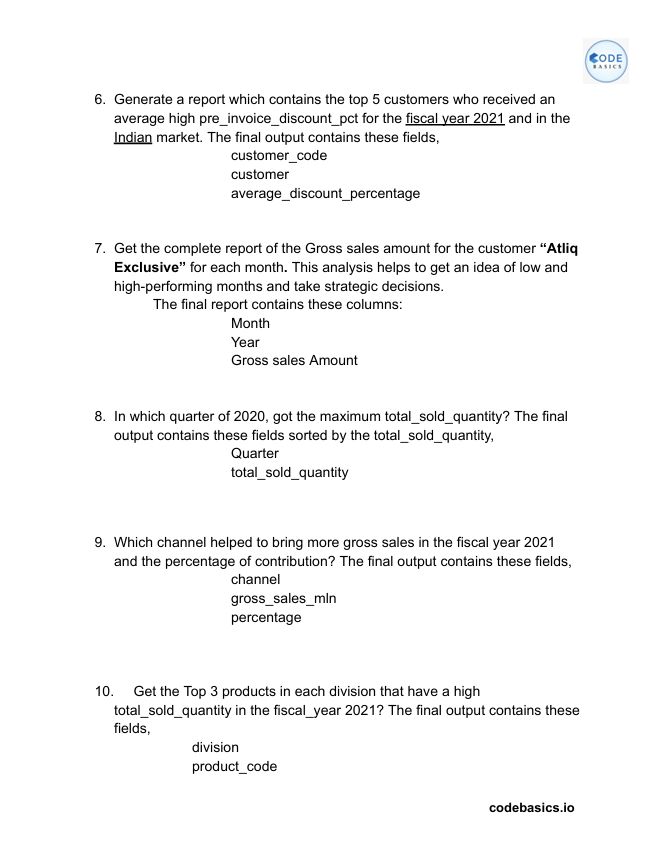 CODE
BASICS
6. Generate a report which contains the top 5 customers who received an
average high pre_invoice_discount_pct for the fiscal year 2021 and in the
Indian market. The final output contains these fields,
customer_code
customer
average_discount_percentage
7. Get the complete report of the Gross sales amount for the customer “Atliq
Exclusive” for each month. This analysis helps to get an idea of low and
high-performing months and take strategic decisions.
The final report contains these columns:
Month
Year
Gross sales Amount
8. In which quarter of 2020, got the maximum total_sold_quantity? The final
output contains these fields sorted by the total_sold_quantity,
Quarter
total_sold_quantity
9. Which channel helped to bring more gross sales in the fiscal year 2021
and the percentage of contribution? The final output contains these fields,
channel
gross_sales_mln
percentage
10. Get the Top 3 products in each division that have a high
total_sold_quantity in the fiscal_year 2021? The final output contains these
fields,
division
product_code
codebasics.io